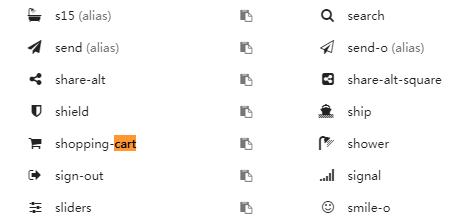 s15 (alias)
search
send (alias)
send-o (alias)
share-alt
share-alt-square
shield
ship
shopping-cart
shower
sign-out
signal
sliders
smile-o